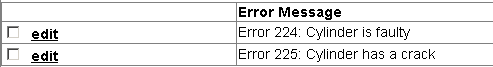 Error Message
edit Error 224: Cylinder is faulty
edit Error 225: Cylinder has a crack